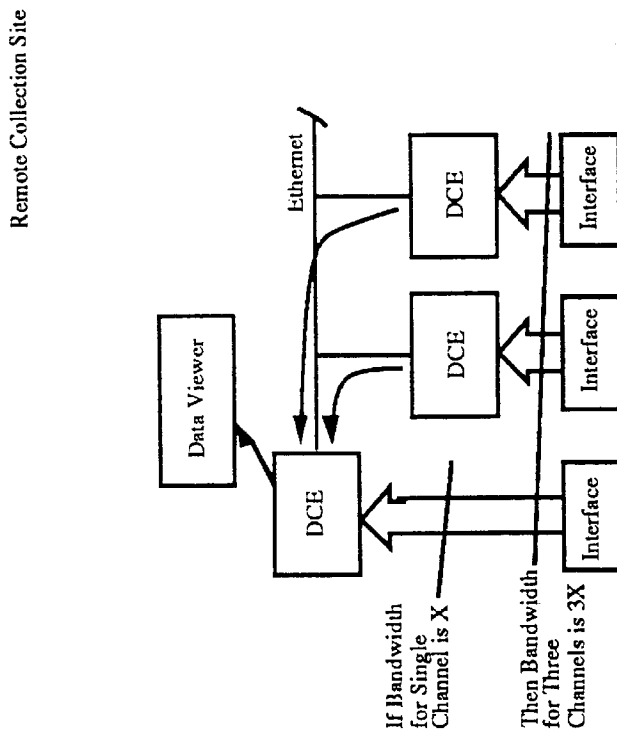 Remote Collection Site
Ethernet
Data Viewer
DCE
DCE
DCE
If Bandwidth
for Single
Channel is X
Then Bandwidth
for Three
Channels is 3X
Interface
Interface
Interface